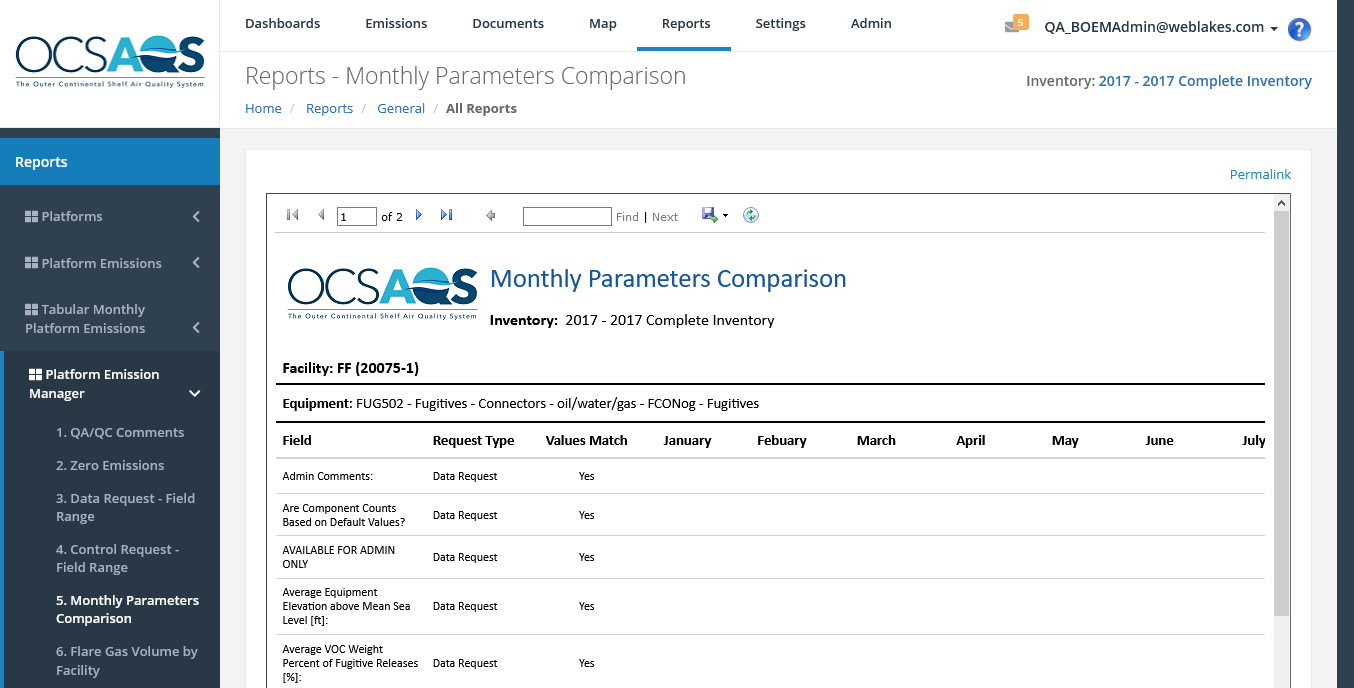 Dashboards Emissions Documents Map Reports Settings Admin 5 QA_BOEMAdmin@weblakes.com ?
OCSAQS
The Outer Continental Shelf Air Quality System
Reports - Monthly Parameters Comparison
Inventory: 2017 - 2017 Complete Inventory
Home / Reports / General / All Reports
Reports
Platforms
Platform Emissions
Tabular Monthly
Platform Emissions
Platform Emission
Manager
1. QA/QC Comments
2. Zero Emissions
3. Data Request - Field
Range
4. Control Request -
Field Range
5. Monthly Parameters
Comparison
6. Flare Gas Volume by
Facility
Permalink
1 of 2 Find | Next
OCSAQS
The Outer Continental Shelf Air Quality System
Monthly Parameters Comparison
Inventory: 2017 - 2017 Complete Inventory
Facility: FF (20075-1)
Equipment: FUG502 - Fugitives - Connectors - oil/water/gas - FCONog - Fugitives
Field Request Type Values Match January Febuary March April May June July
Admin Comments: Data Request Yes
Are Component Counts
Based on Default Values? Data Request Yes
AVAILABLE FOR ADMIN
ONLY Data Request Yes
Average Equipment
Elevation above Mean Sea Data Request Yes
Level [ft]:
Average VOC Weight
Percent of Fugitive Releases Data Request Yes
[%]: